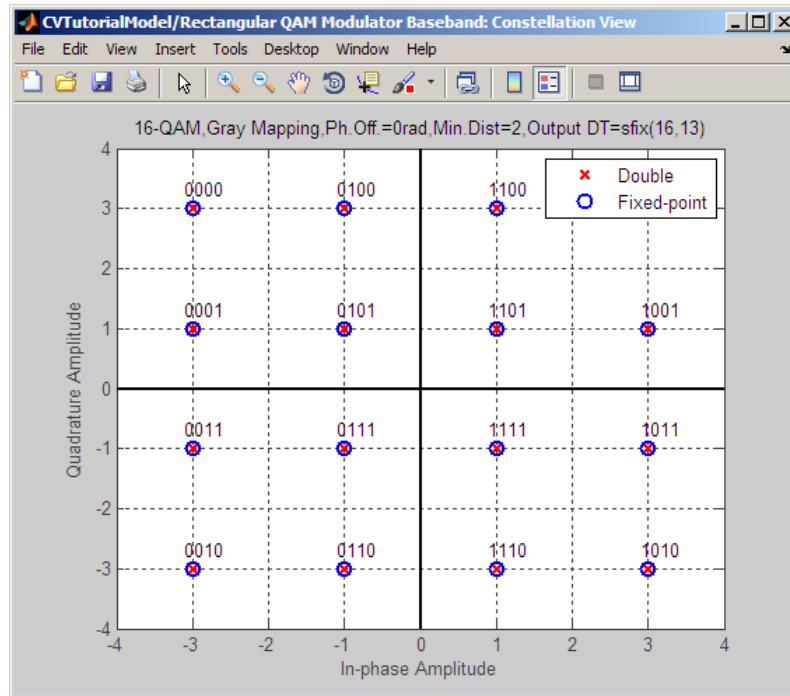 CVTutorialModel/Rectangular QAM Modulator Baseband: Constellation View
File Edit View Insert Tools Desktop Window Help
16-QAM,Gray Mapping,Ph.Off.=0rad,Min.Dist=2,Output DT=sfix(16,13)
Double
Fixed-point
Quadrature Amplitude
4
3
2
1
0
-1
-2
-3
-4
0000 0100 1100
0001 0101 1101 1001
0011 0111 1111 1011
0010 0110 1110 1010
-4 -3 -2 -1 0 1 2 3 4
In-phase Amplitude